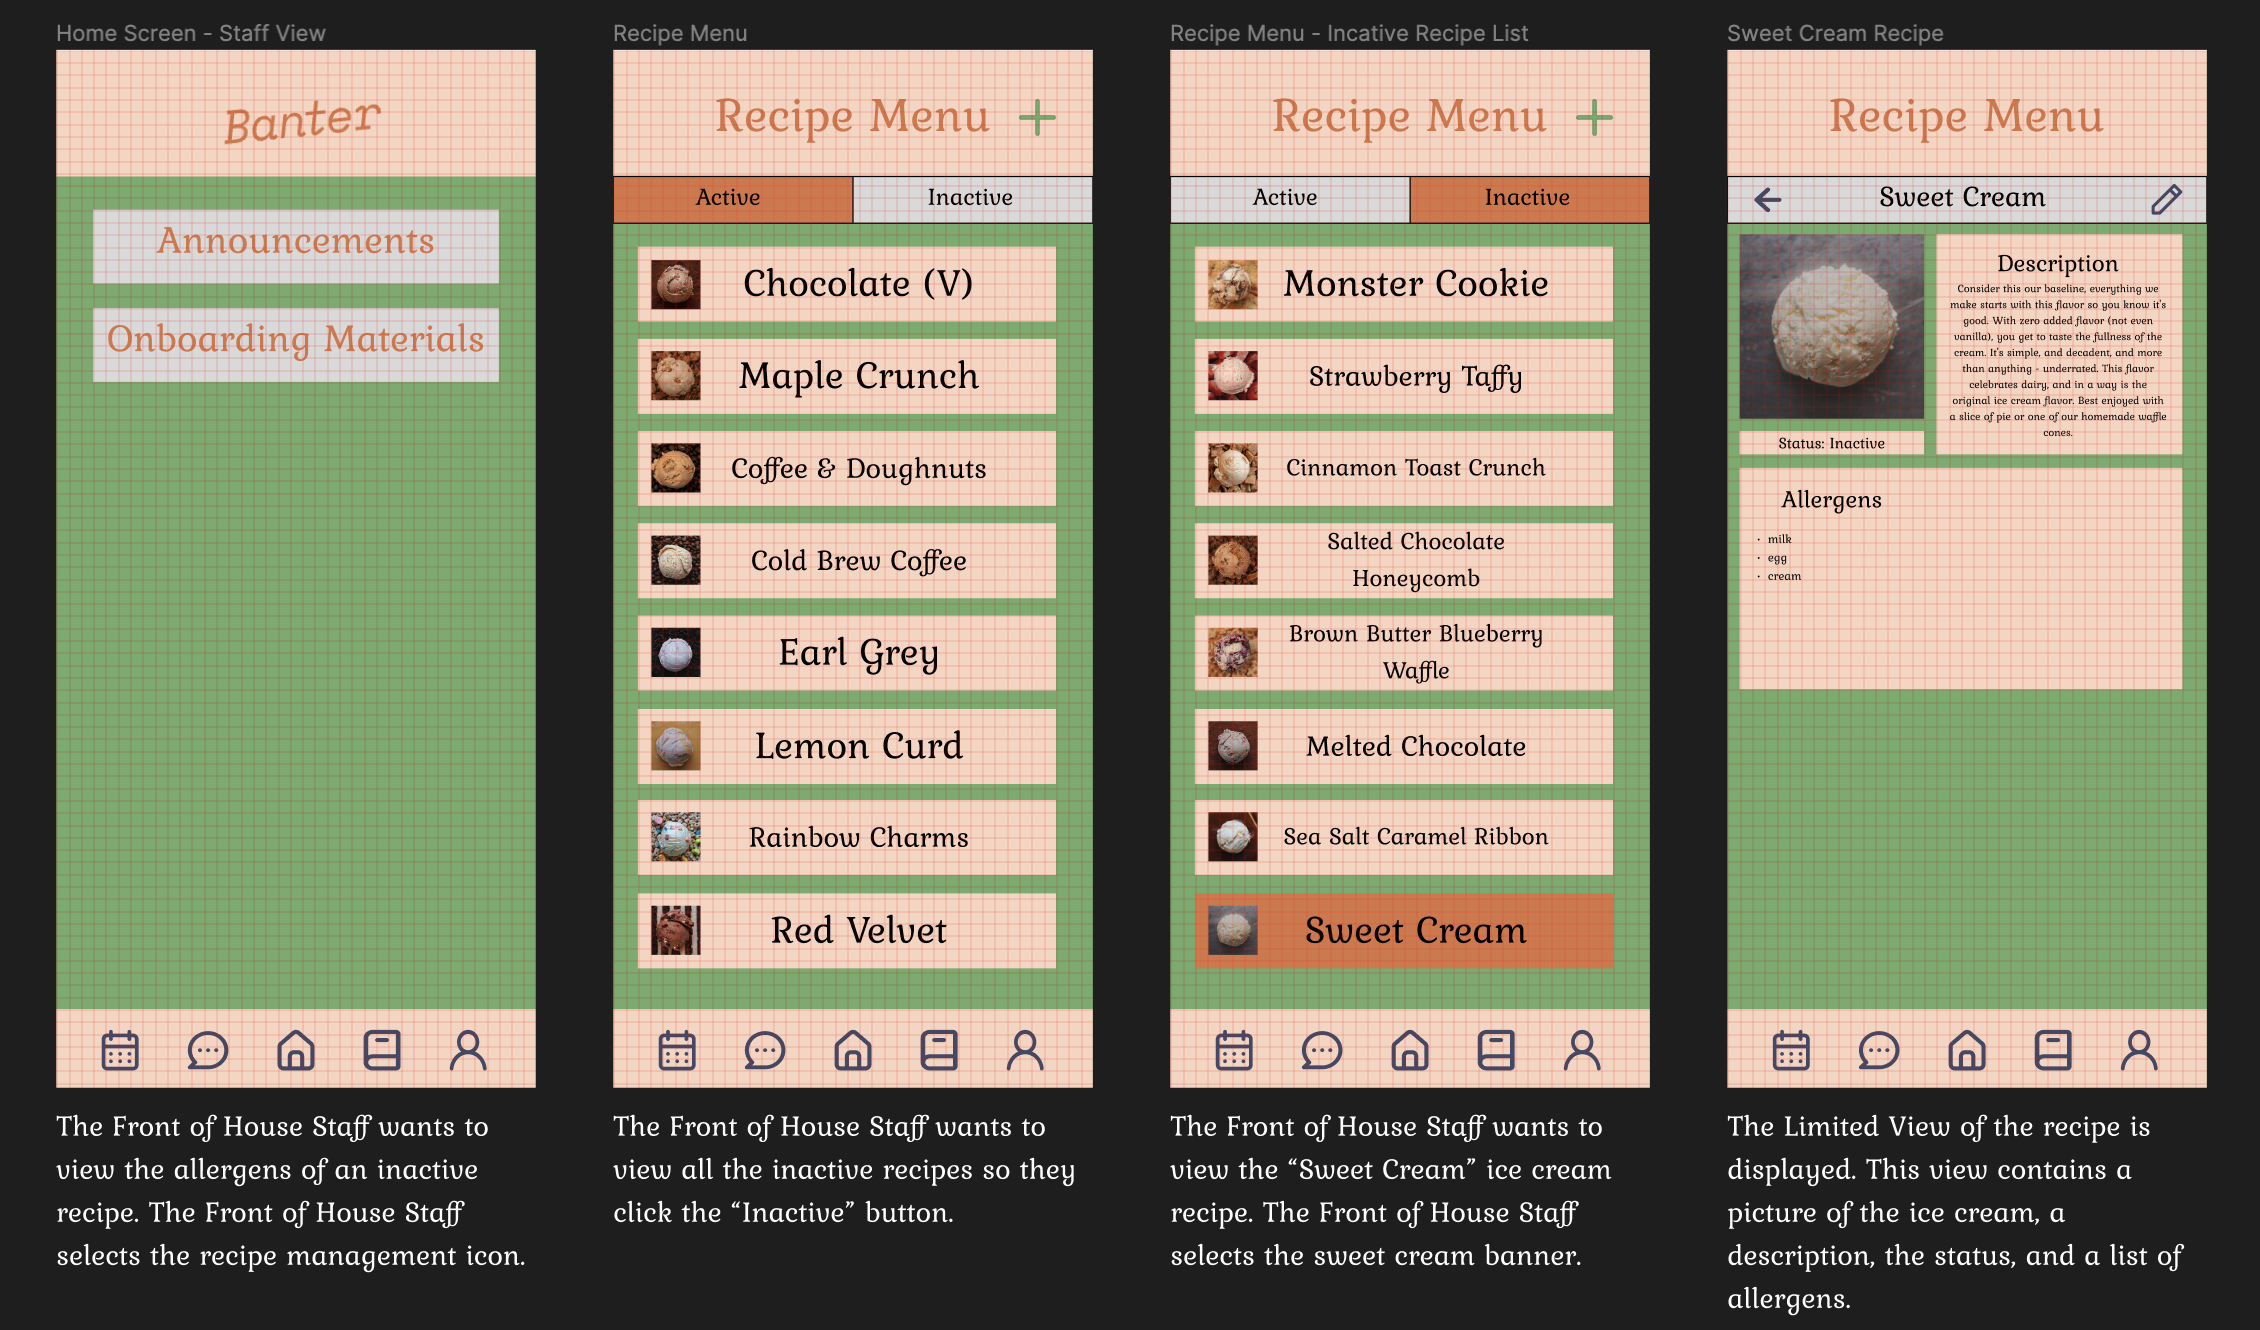 Home Screen - Staff View
Banter
Announcements
Onboarding Materials
The Front of House Staff wants to
view the allergens of an inactive
recipe. The Front of House Staff
selects the recipe management icon.
Recipe Menu
Recipe Menu
Active
Inactive
Chocolate (V)
Maple Crunch
Coffee & Doughnuts
Cold Brew Coffee
Earl Grey
Lemon Curd
Rainbow Charms
Red Velvet
The Front of House Staff wants to
view all the inactive recipes so they
click the “Inactive” button.
Recipe Menu - Incative Recipe List
Recipe Menu
Active
Inactive
Monster Cookie
Strawberry Taffy
Cinnamon Toast Crunch
Salted Chocolate
Honeycomb
Brown Butter Blueberry
Waffle
Melted Chocolate
Sea Salt Caramel Ribbon
Sweet Cream
The Front of House Staff wants to
view the “Sweet Cream” ice cream
recipe. The Front of House Staff
selects the sweet cream banner.
Sweet Cream Recipe
Recipe Menu
Sweet Cream
Description
Consider this our baseline, everything we
make starts with this flavor so you know it's
good. With zero added flavor (not even
vanilla), you get to taste the fullness of the
cream. It's simple, and decadent, and more
than anything - underrated. This flavor
celebrates dairy, and in a way is the
original ice cream flavor. Best enjoyed with
a slice of pie or one of our homemade waffle
cones.
Status: Inactive
Allergens
· milk
· egg
· cream
The Limited View of the recipe is
displayed. This view contains a
picture of the ice cream, a
description, the status, and a list of
allergens.